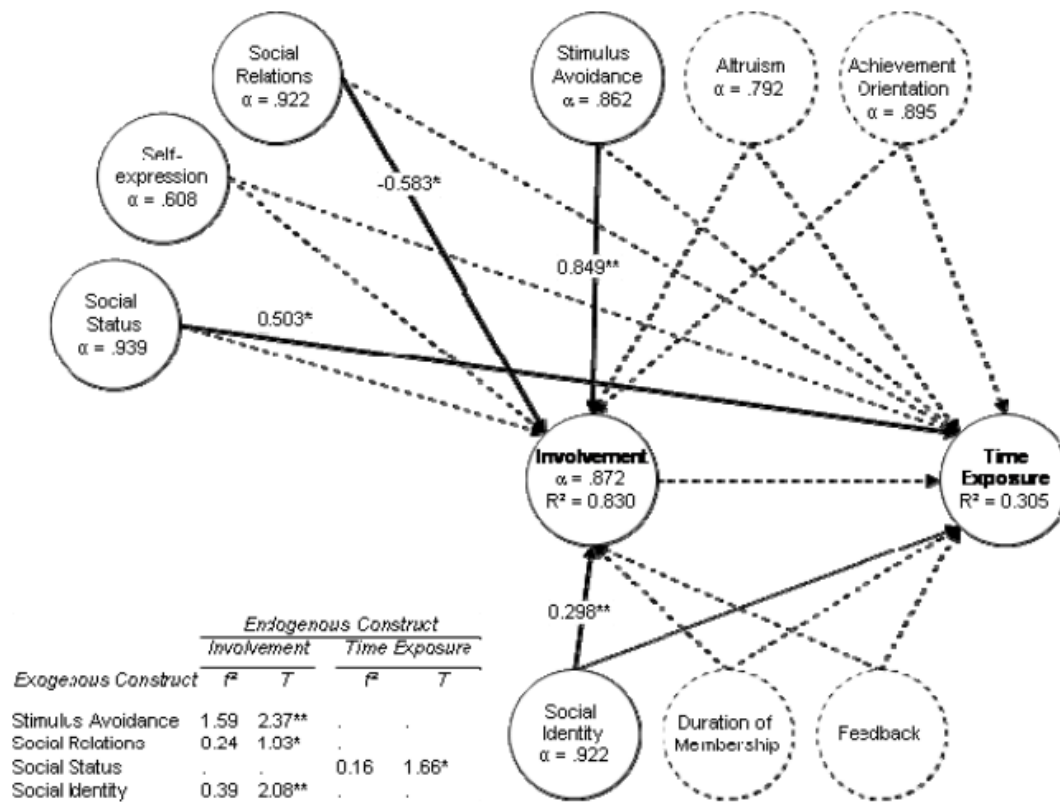 Social
Relations
α = .922
Stimulus
Avoidance
α = .862
Altruism
α = .792
Achievement
Orientation
α = .895
Self-
expression
α = .608
-0.583*
0.849**
Social
Status
α = .939
0.503*
Involvement
α = .872
R² = 0.830
Time
Exposure
R² = 0.305
0.298**
Social
Identity
α = .922
Duration of
Membership
Feedback
Endogenous Construct
Involvement Time Exposure
Exogenous Construct f² T f² T
Stimulus Avoidance 1.59 2.37** . .
Social Relations 0.24 1.03* .
Social Status . . 0.16 1.66*
Social Identity 0.39 2.08** . .